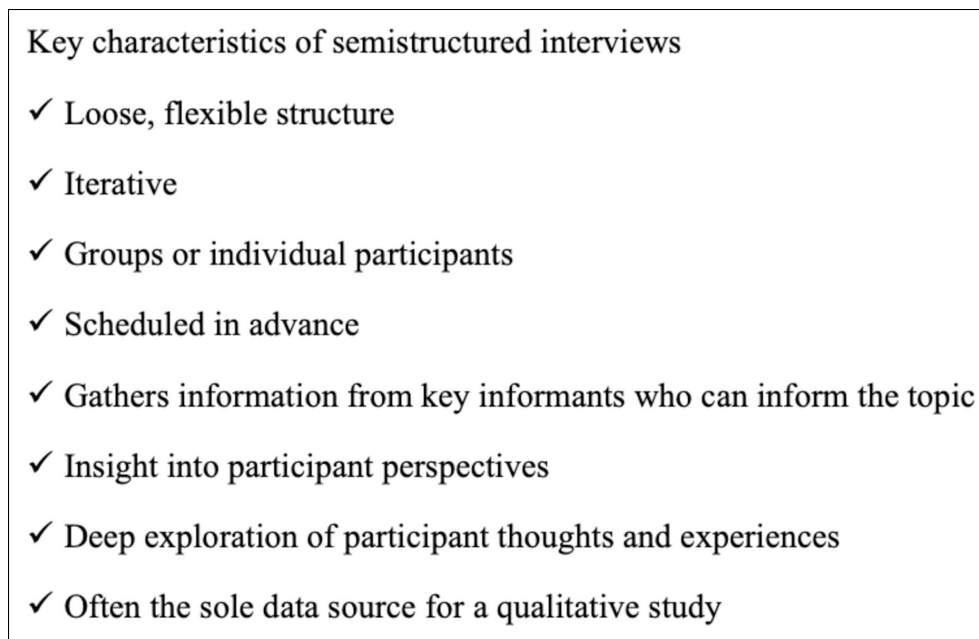 Key characteristics of semistructured interviews
✓ Loose, flexible structure
✓ Iterative
✓ Groups or individual participants
✓ Scheduled in advance
✓ Gathers information from key informants who can inform the topic
✓ Insight into participant perspectives
✓ Deep exploration of participant thoughts and experiences
✓ Often the sole data source for a qualitative study